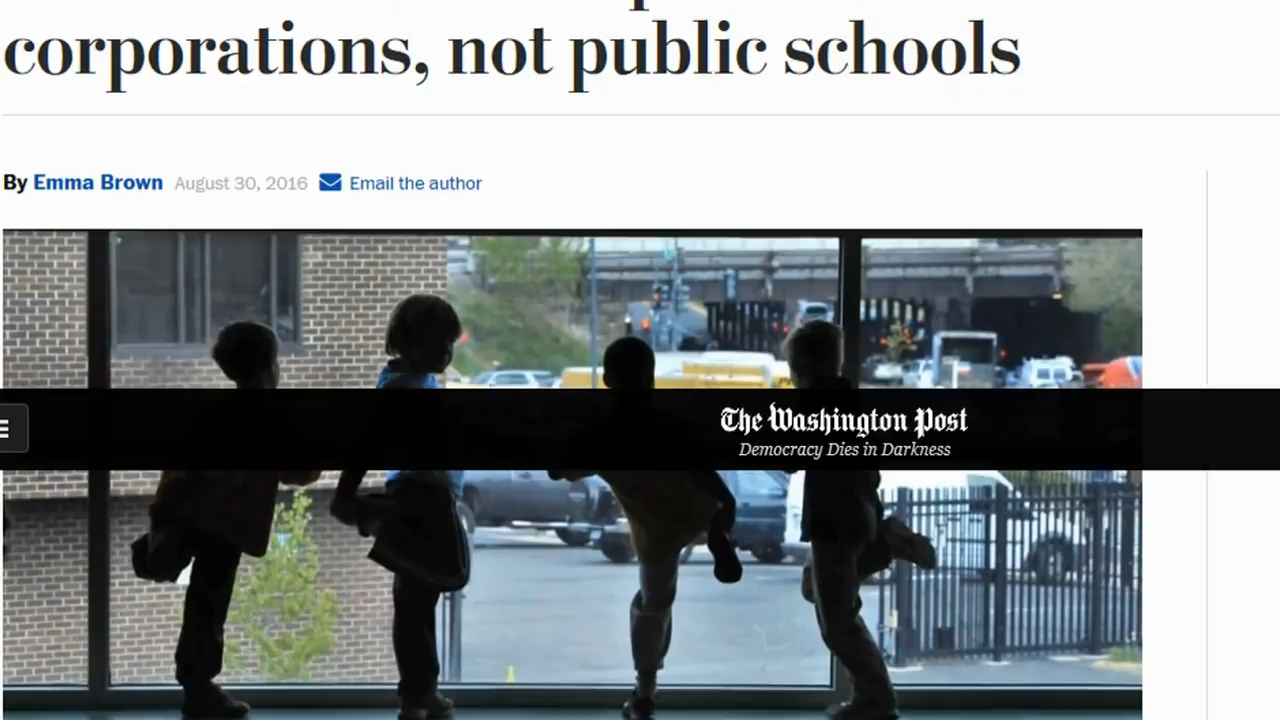 corporations, not public schools
By Emma Brown August 30, 2016 Email the author
The Washington Post
Democracy Dies in Darkness